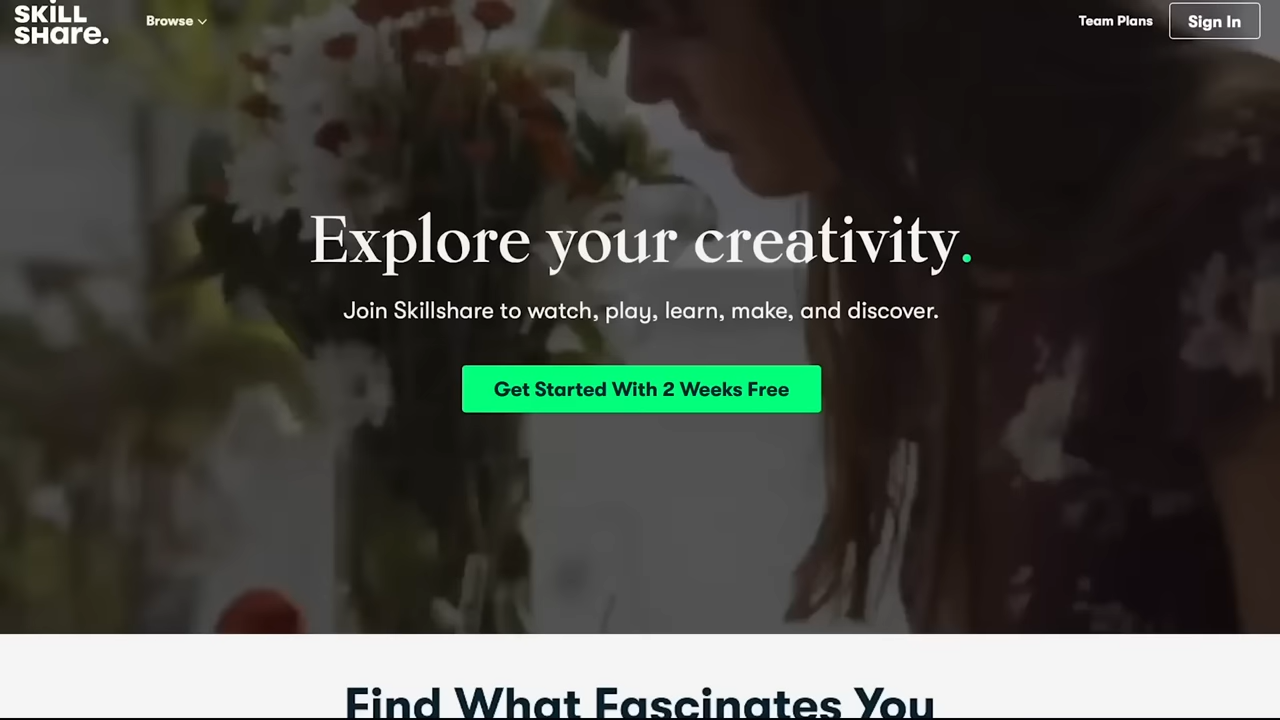 SKiLL
SHare.
Browse
Team Plans
Sign In
Explore your creativity.
Join Skillshare to watch, play, learn, make, and discover.
Get Started With 2 Weeks Free
Find What Fascinates You